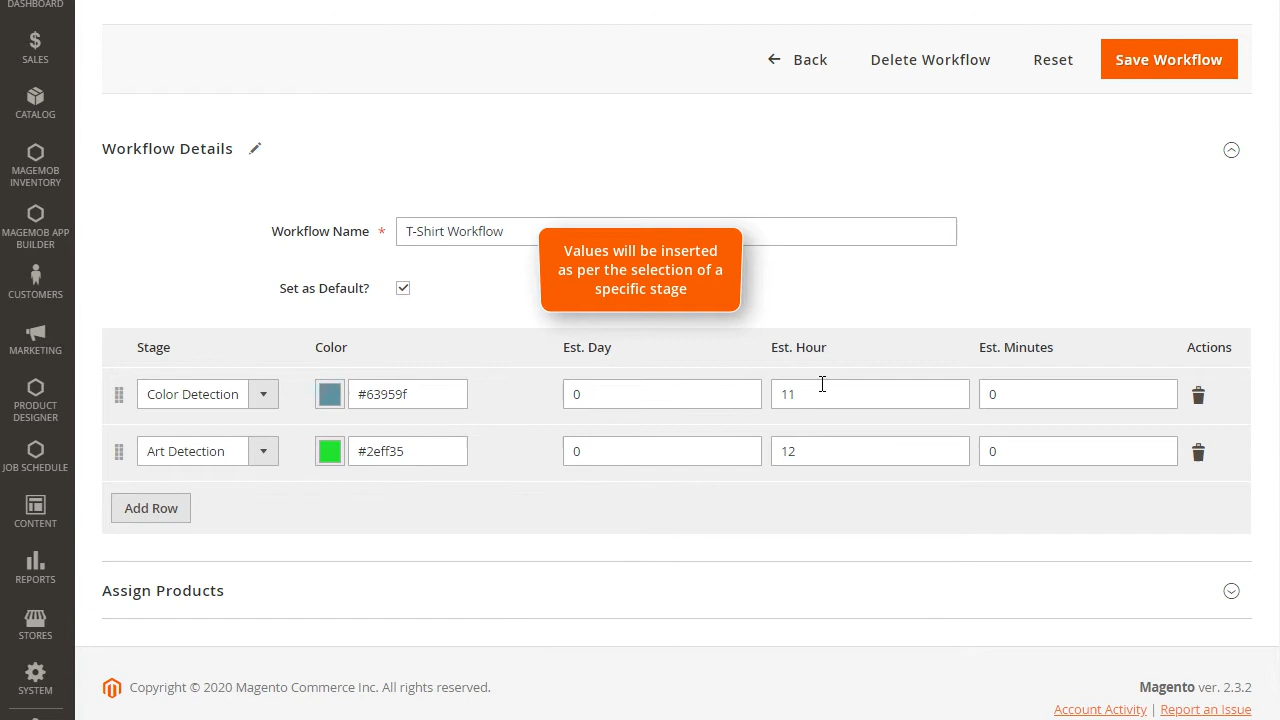 DASHBOARD
SALES
CATALOG
MAGEMOB
INVENTORY
MAGEMOB APP
BUILDER
CUSTOMERS
MARKETING
PRODUCT
DESIGNER
JOB SCHEDULE
CONTENT
REPORTS
STORES
SYSTEM
Back
Delete Workflow
Reset
Save Workflow
Workflow Details
Workflow Name *
T-Shirt Workflow
Values will be inserted
as per the selection of a
specific stage
Set as Default?
Stage Color Est. Day Est. Hour Est. Minutes Actions
Color Detection #63959f 0 11 0
Art Detection #2eff35 0 12 0
Add Row
Assign Products
Copyright © 2020 Magento Commerce Inc. All rights reserved.
Magento ver. 2.3.2
Account Activity | Report an Issue